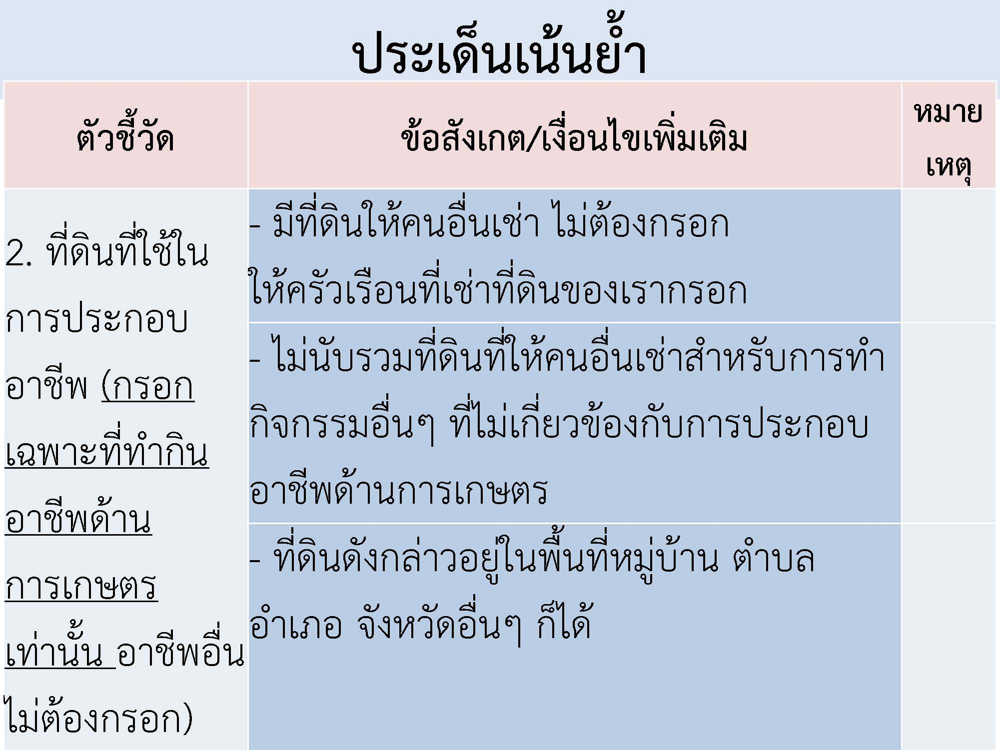 ประเด็นเน้นย้ำ
ตัวชี้วัด
ข้อสังเกต/เงื่อนไขเพิ่มเติม
หมาย
เหตุ
2. ที่ดินที่ใช้ใน
การประกอบ
อาชีพ (กรอก
เฉพาะที่ทำกิน
อาชีพด้าน
การเกษตร
เท่านั้น อาชีพอื่น
ไม่ต้องกรอก)
- มีที่ดินให้คนอื่นเช่า ไม่ต้องกรอก
ให้ครัวเรือนที่เช่าที่ดินของเรากรอก
- ไม่นับรวมที่ดินที่ให้คนอื่นเช่าสำหรับการทำ
กิจกรรมอื่นๆ ที่ไม่เกี่ยวข้องกับการประกอบ
อาชีพด้านการเกษตร
- ที่ดินดังกล่าวอยู่ในพื้นที่หมู่บ้าน ตำบล
อำเภอ จังหวัดอื่นๆ ก็ได้